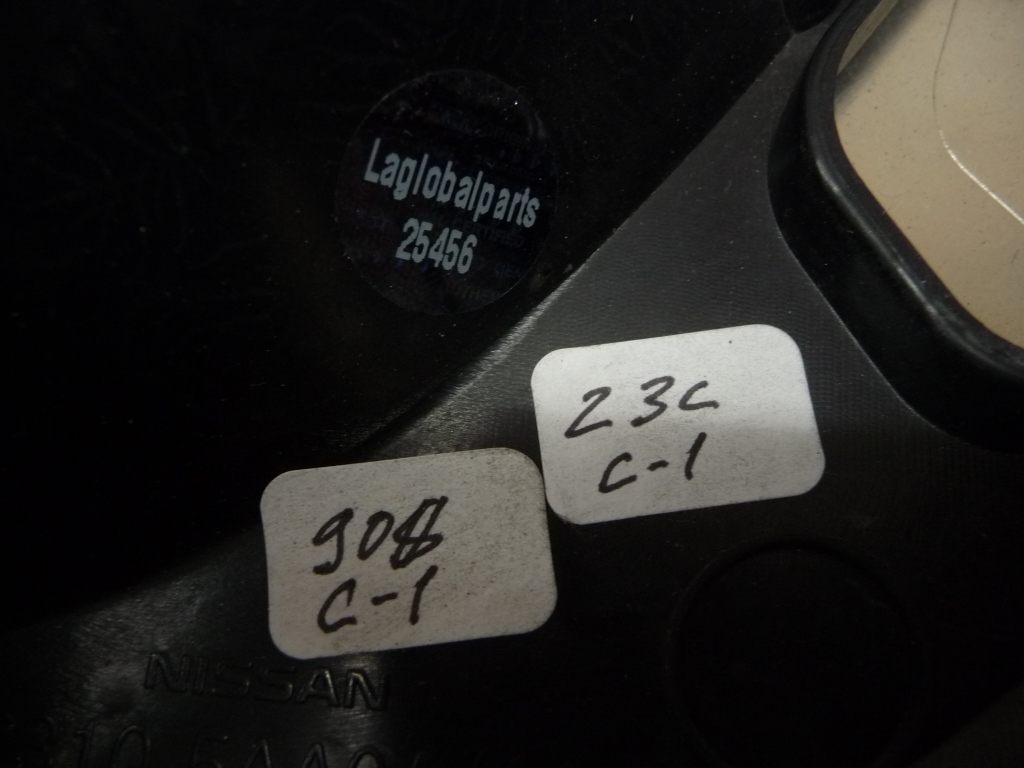 Laglobalparts
25456
23C
C-1
908
C-1
NISSAN